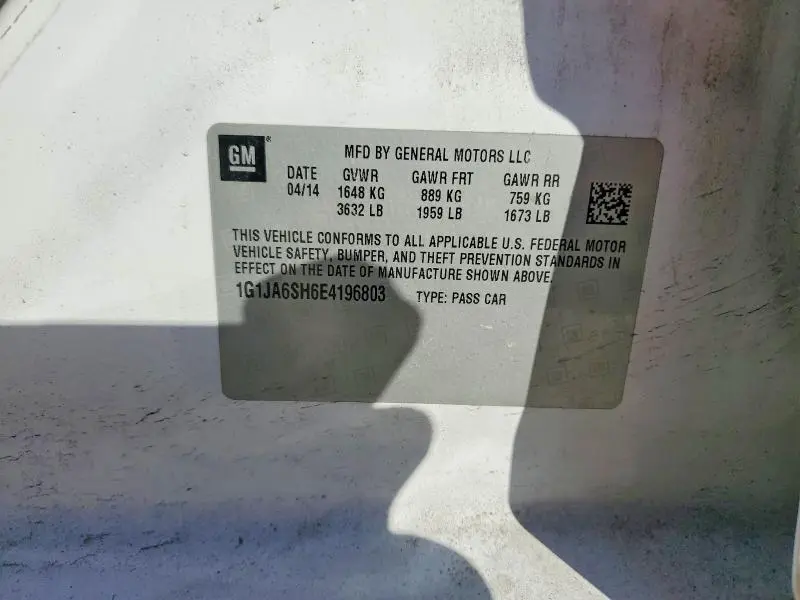 GM
MFD BY GENERAL MOTORS LLC
DATE GVWR GAWR FRT GAWR RR
04/14 1648 KG 889 KG 759 KG
3632 LB 1959 LB 1673 LB
THIS VEHICLE CONFORMS TO ALL APPLICABLE U.S. FEDERAL MOTOR
VEHICLE SAFETY, BUMPER, AND THEFT PREVENTION STANDARDS IN
EFFECT ON THE DATE OF MANUFACTURE SHOWN ABOVE.
1G1JA6SH6E4196803 TYPE: PASS CAR